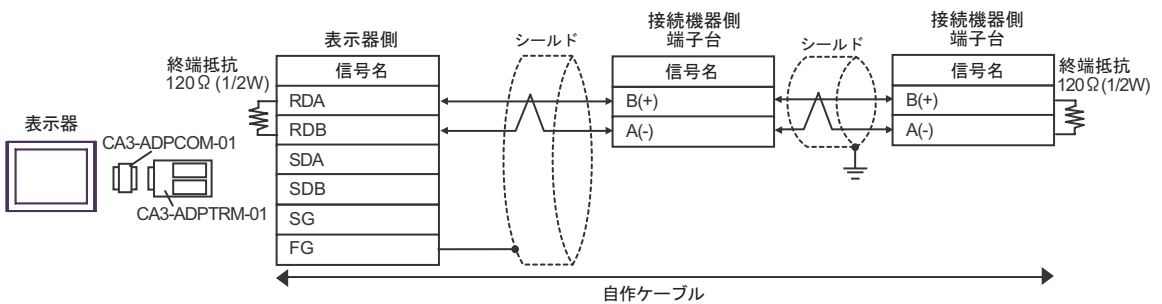 表示器
CA3-ADPCOM-01
CA3-ADPTRM-01
終端抵抗
120Ω(1/2W)
表示器側
信号名
RDA
RDB
SDA
SDB
SG
FG
シールド
接続機器側
端子台
信号名
B(+)
A(-)
シールド
接続機器側
端子台
信号名
B(+)
A(-)
終端抵抗
120Ω(1/2W)
自作ケーブル